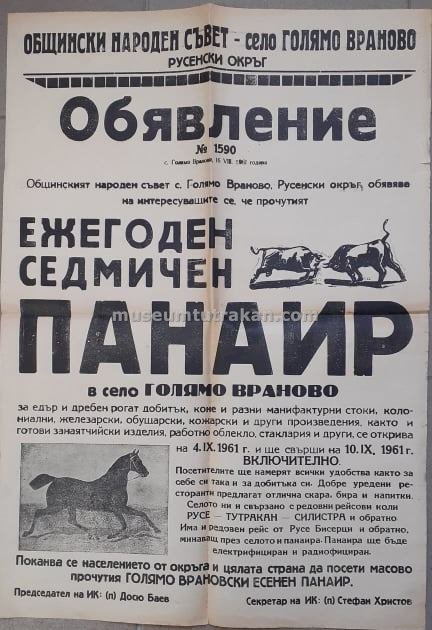 ОБЩИНСКИ НАРОДЕН СЪВЕТ - село ГОЛЯМО ВРАНОВО
РУСЕНСКИ ОКРЪГ
Обявление
№ 1590
с. Голямо Враново, 15 VIII. година
Общинският народен съвет с. Голямо Враново, Русенски окръг, обявява
на интересуващите се, че прочутият
ЕЖЕГОДЕН
СЕДМИЧЕН
ПАНАИР
museumtutrakan.com
в село ГОЛЯМО ВРАНОВО
за едър и дребен рогат добитък, коне и разни манифактурни стоки, коло-
ниални, железарски, обущарски, кожарски и други произведения, както и
готови занаятчийски изделия, работно облекло, стаклария и други, се открива
на 4.IX.1961 г. и ще свърши на 10.IX. 1961 г.
ВКЛЮЧИТЕЛНО.
Посетителите ще намерят всички удобства както за
себе си така и за добитъка си. Добре уредени ре-
сторанти предлагат отлична скара, бира и напитки.
Селото ни е свързано с редовни рейсови коли
РУСЕ — ТУТРАКАН — СИЛИСТРА и обратно
Има и редовен рейс от Русе Бисерци и обратно,
минаващ през селото и панаира. Панаира ще бъде
електрифициран и радиофициран.
Поканва се населението от окръга и цялата страна да посети масово
прочутия ГОЛЯМО ВРАНОВСКИ ЕСЕНЕН ПАНАИР.
Председател на ИК: (п) Досю Баев
Секретар на ИК: (п) Стефан Христов